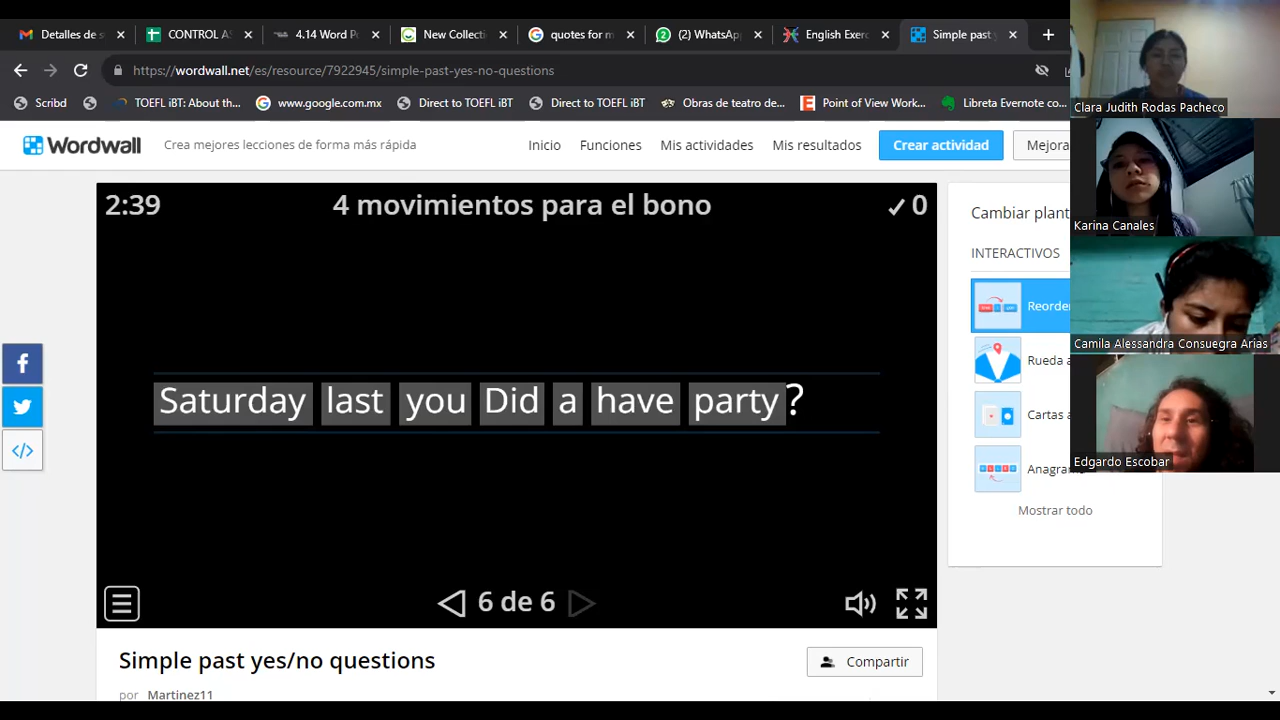 Detalles de s
CONTROL AS
4.14 Word P
New Collecti
quotes for m
(2) WhatsApp
English Exerc
Simple past y
https://wordwall.net/es/resource/7922945/simple-past-yes-no-questions
Scribd
TOEFL iBT: About th...
www.google.com.mx
Direct to TOEFL iBT
Direct to TOEFL iBT
Obras de teatro de...
Point of View Work...
Libreta Evernote co...
Wordwall
Crea mejores lecciones de forma más rápida
Inicio
Funciones
Mis actividades
Mis resultados
Crear actividad
Mejora
2:39
4 movimientos para el bono
✓ 0
Saturday last you Did a have party?
6 de 6
Simple past yes/no questions
Compartir
por Martinez11
Cambiar plant
INTERACTIVOS
Reorde
Rueda a
Cartas a
Anagra
Mostrar todo
Clara Judith Rodas Pacheco
Karina Canales
Camila Alessandra Consuegra Arias
Edgardo Escobar